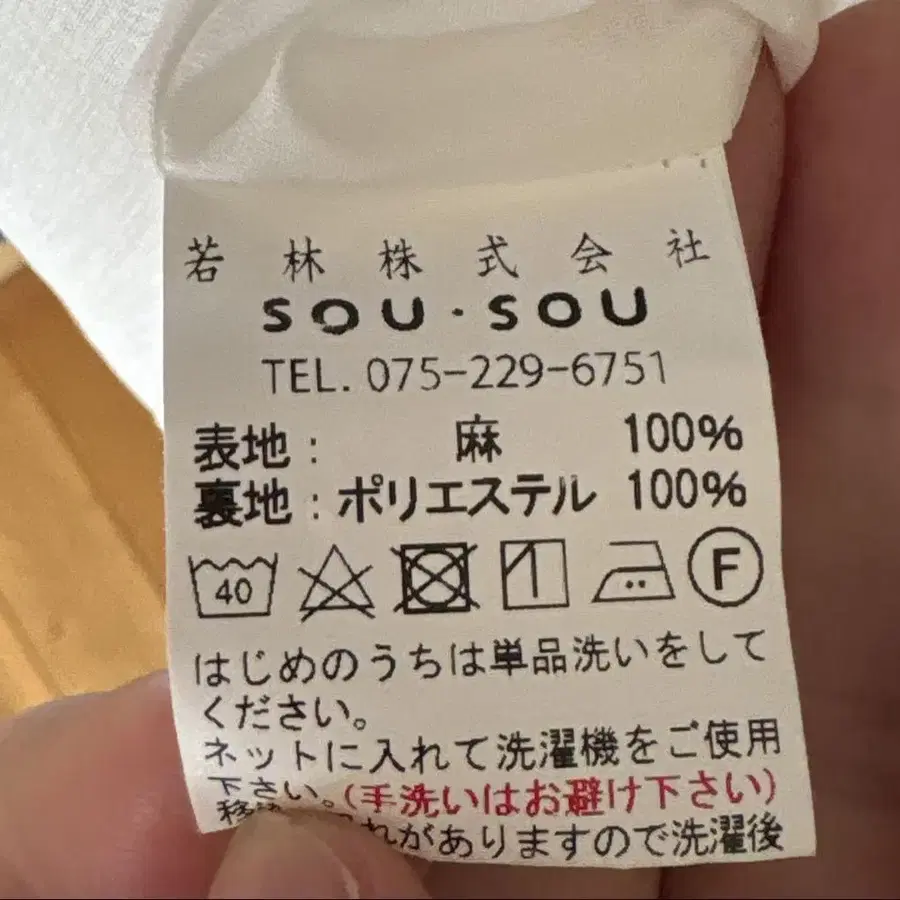 若林株式会社
SOU・SOU
TEL. 075-229-6751
表地： 麻 100%
裏地：ポリエステル 100%
40 F
はじめのうちは単品洗いをして
ください。
ネットに入れて洗濯機をご使用
下さい。(手洗いはお避け下さい)
がありますので洗濯後